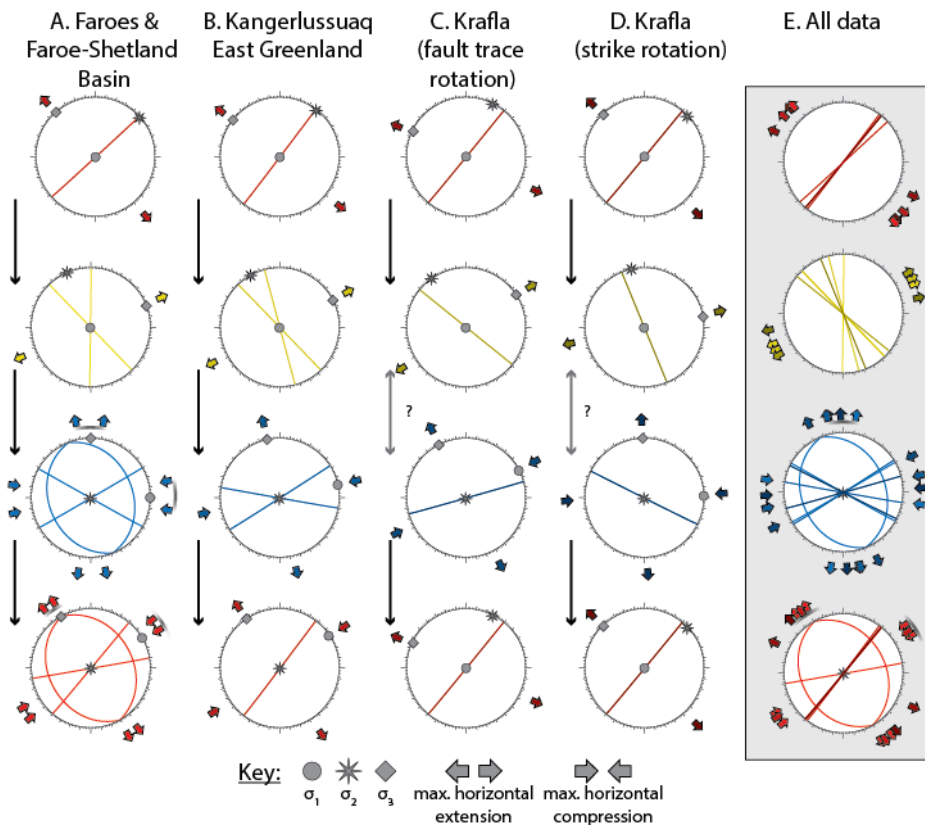 A. Faroes &
Faroe-Shetland
Basin
B. Kangerlussuaq
East Greenland
C. Krafla
(fault trace
rotation)
D. Krafla
(strike rotation)
E. All data
?
?
Key:
σ1
σ2
σ3
max. horizontal
extension
max. horizontal
compression